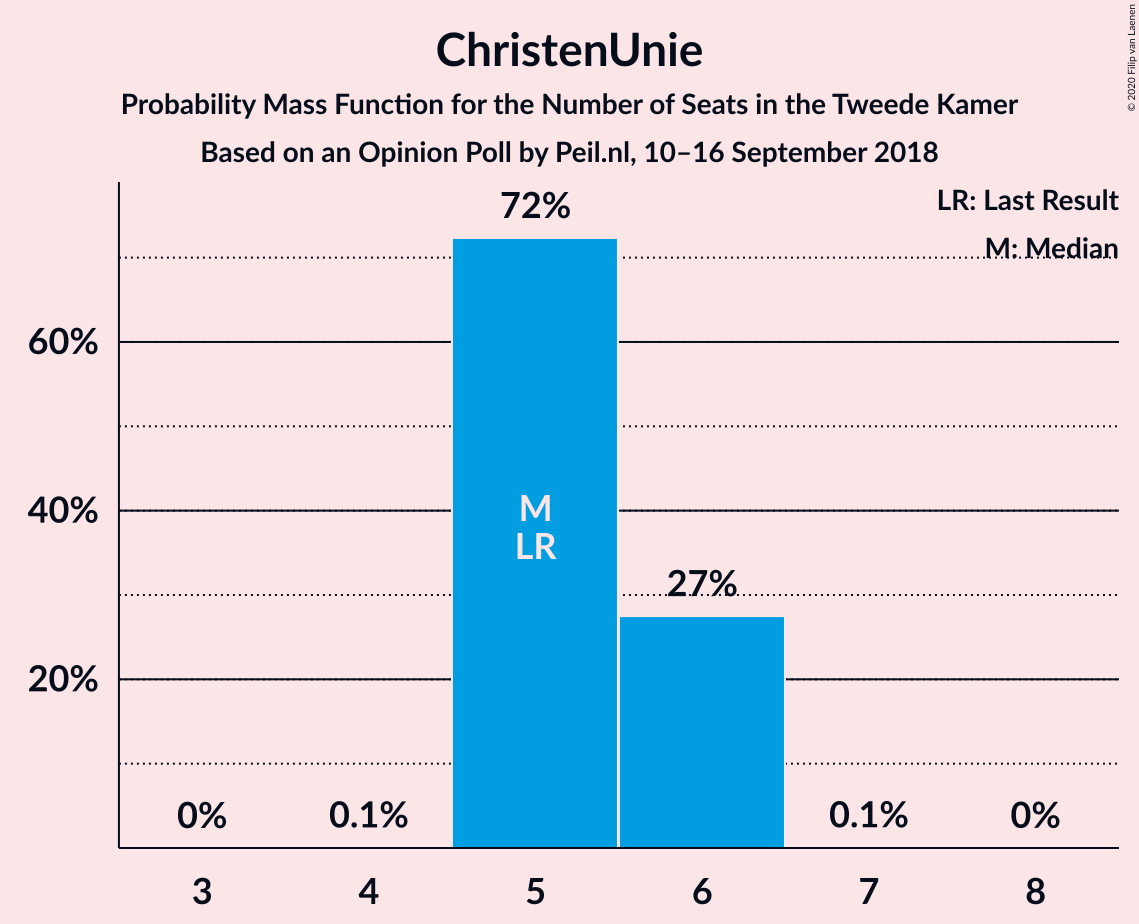 ChristenUnie
Probability Mass Function for the Number of Seats in the Tweede Kamer
Based on an Opinion Poll by Peil.nl, 10–16 September 2018
© 2020 Filip van Laenen
LR: Last Result
M: Median
72%
60%
40%
20%
M
LR
27%
0%
0.1%
0.1%
0%
3
4
5
6
7
8